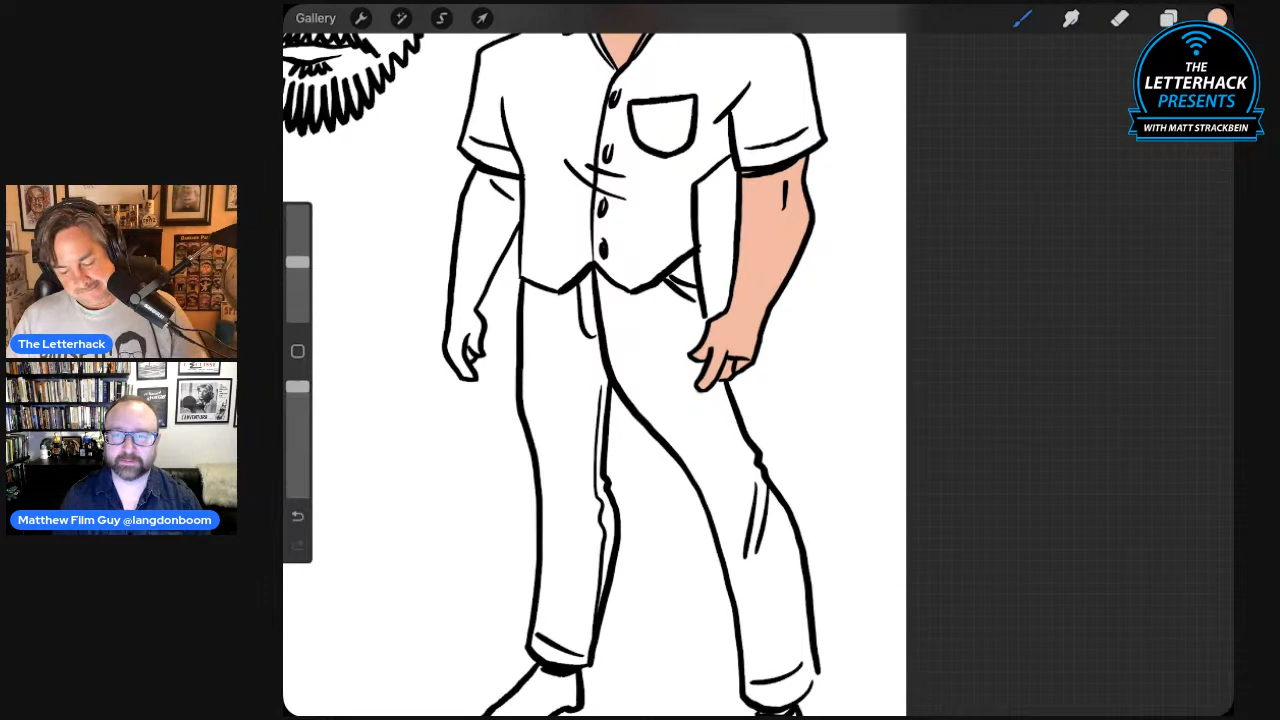 Gallery
THE
LETTERHACK
PRESENTS
WITH MATT STRACKBEIN
The Letterhack
Matthew Film Guy @langdonboom